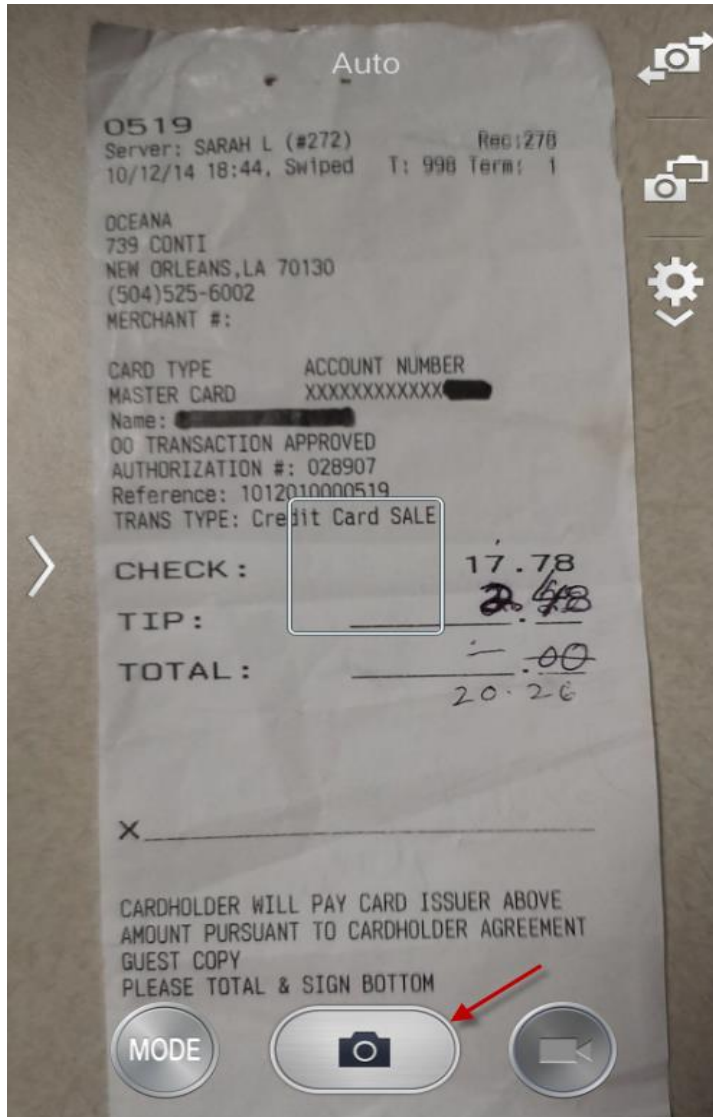 Auto
0519
Server: SARAH L (#272) Rec:278
10/12/14 18:44, Swiped T: 998 Term: 1
OCEANA
739 CONTI
NEW ORLEANS,LA 70130
(504)525-6002
MERCHANT #:
CARD TYPE ACCOUNT NUMBER
MASTER CARD XXXXXXXXXXXX
Name:
00 TRANSACTION APPROVED
AUTHORIZATION #: 028907
Reference: 1012010000519
TRANS TYPE: Credit Card SALE
CHECK: 17.78
TIP: 2.48
TOTAL: .00
20.26
X
CARDHOLDER WILL PAY CARD ISSUER ABOVE
AMOUNT PURSUANT TO CARDHOLDER AGREEMENT
GUEST COPY
PLEASE TOTAL & SIGN BOTTOM
MODE